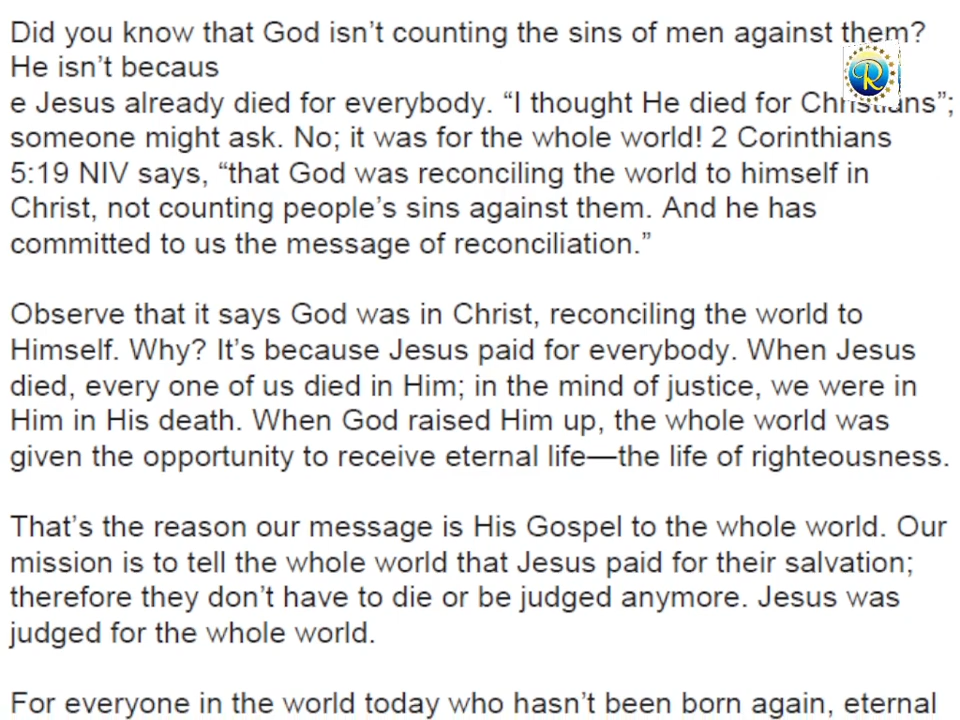 Did you know that God isn’t counting the sins of men against them?
He isn’t becaus
e Jesus already died for everybody. “I thought He died for Christians”;
someone might ask. No; it was for the whole world! 2 Corinthians
5:19 NIV says, “that God was reconciling the world to himself in
Christ, not counting people’s sins against them. And he has
committed to us the message of reconciliation.”
Observe that it says God was in Christ, reconciling the world to
Himself. Why? It’s because Jesus paid for everybody. When Jesus
died, every one of us died in Him; in the mind of justice, we were in
Him in His death. When God raised Him up, the whole world was
given the opportunity to receive eternal life—the life of righteousness.
That’s the reason our message is His Gospel to the whole world. Our
mission is to tell the whole world that Jesus paid for their salvation;
therefore they don’t have to die or be judged anymore. Jesus was
judged for the whole world.
For everyone in the world today who hasn’t been born again, eternal
R